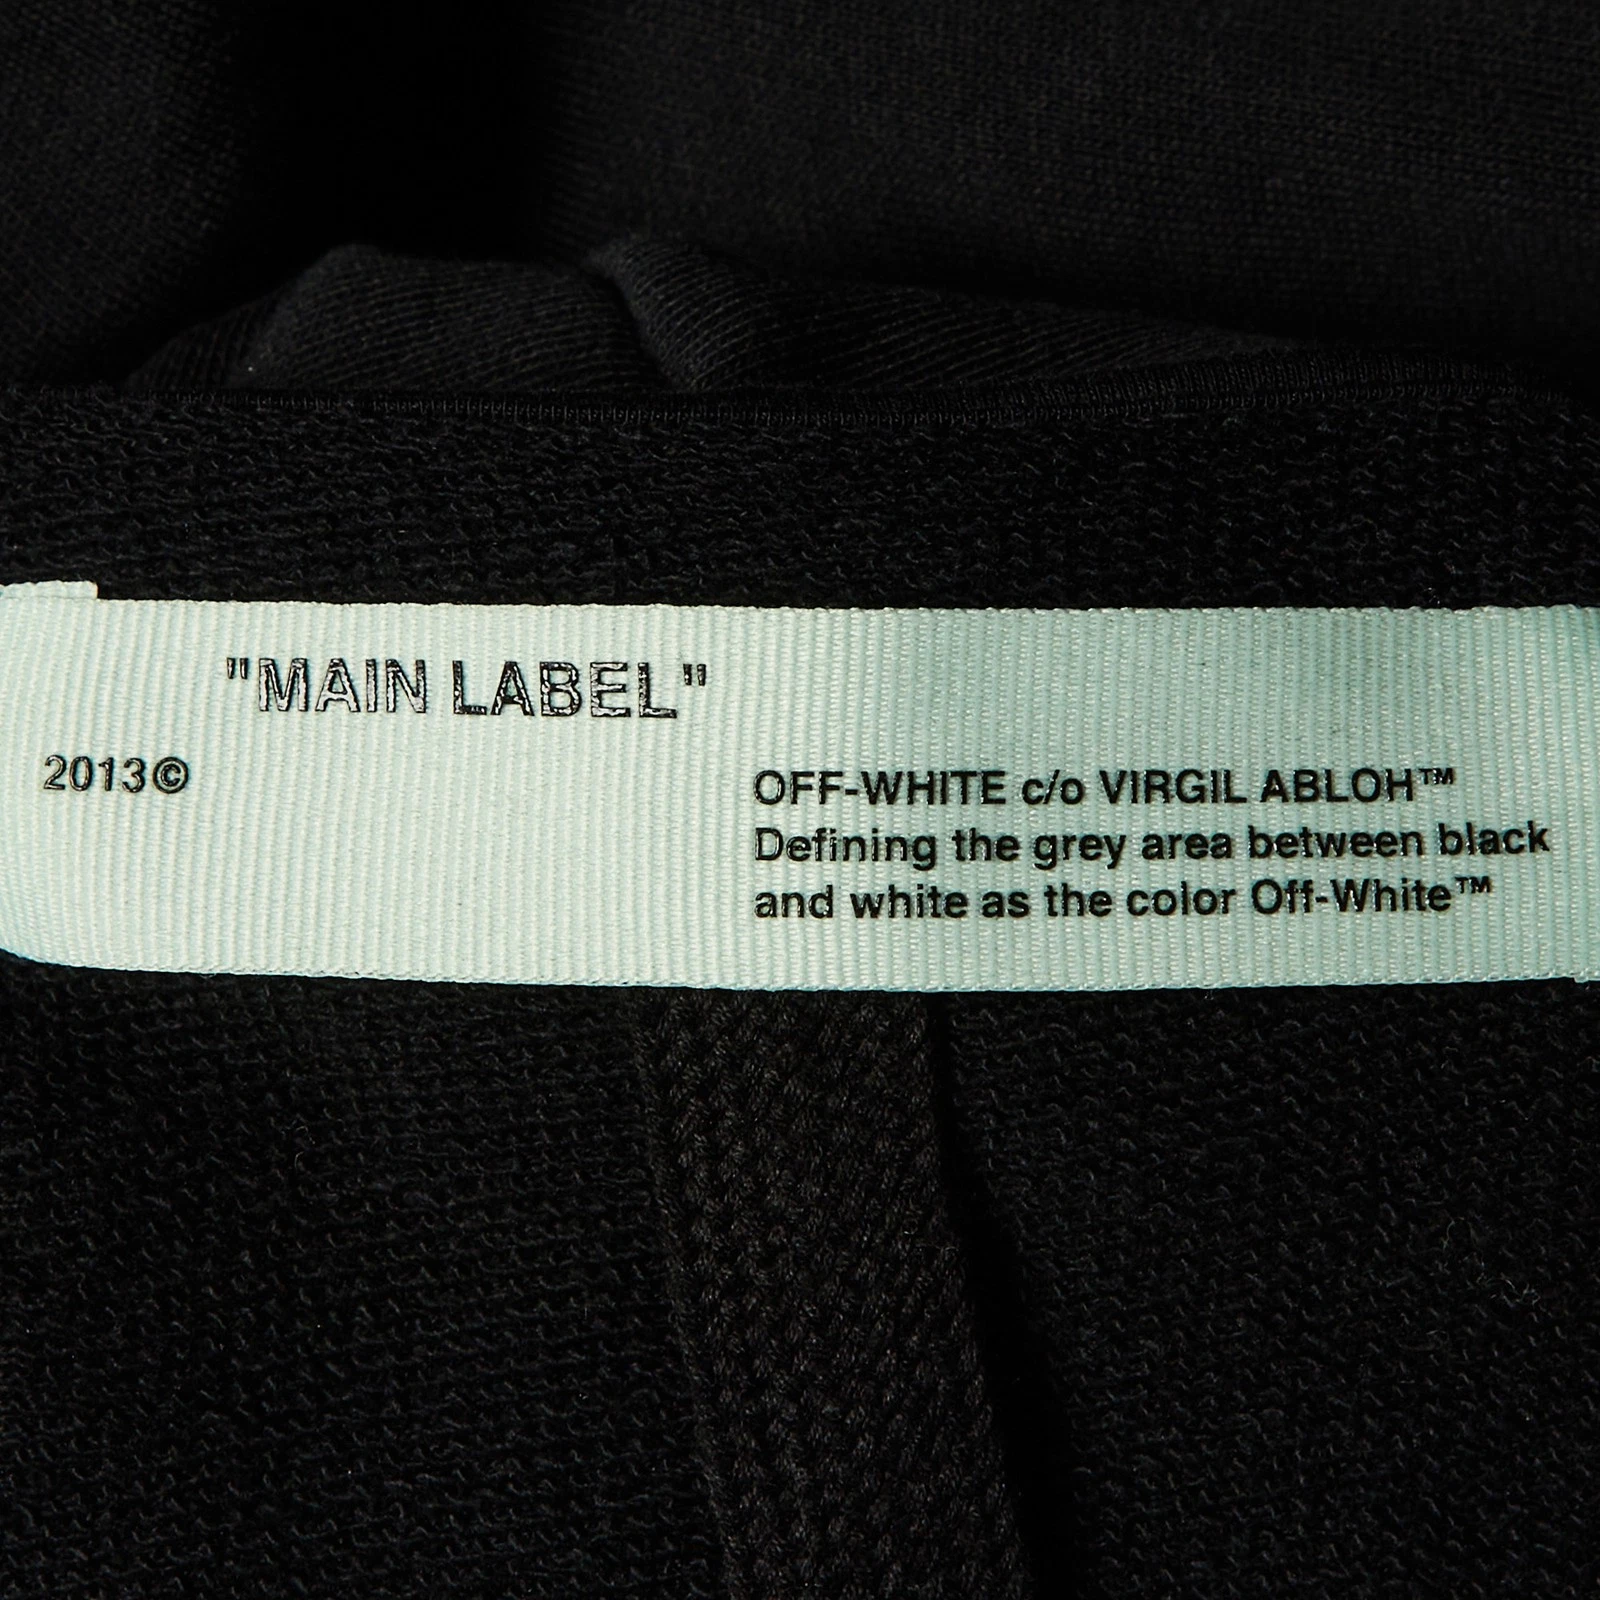 "MAIN LABEL"
2013©
OFF-WHITE c/o VIRGIL ABLOH™
Defining the grey area between black
and white as the color Off-White™